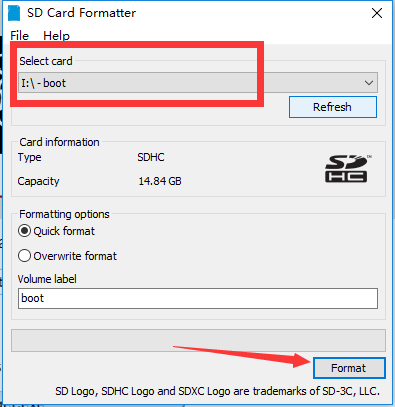 SD Card Formatter
File Help
Select card
I:\ - boot
Refresh
Card information
Type SDHC
Capacity 14.84 GB
SD HC
TM
Formatting options
Quick format
Overwrite format
Volume label
boot
Format
SD Logo, SDHC Logo and SDXC Logo are trademarks of SD-3C, LLC.